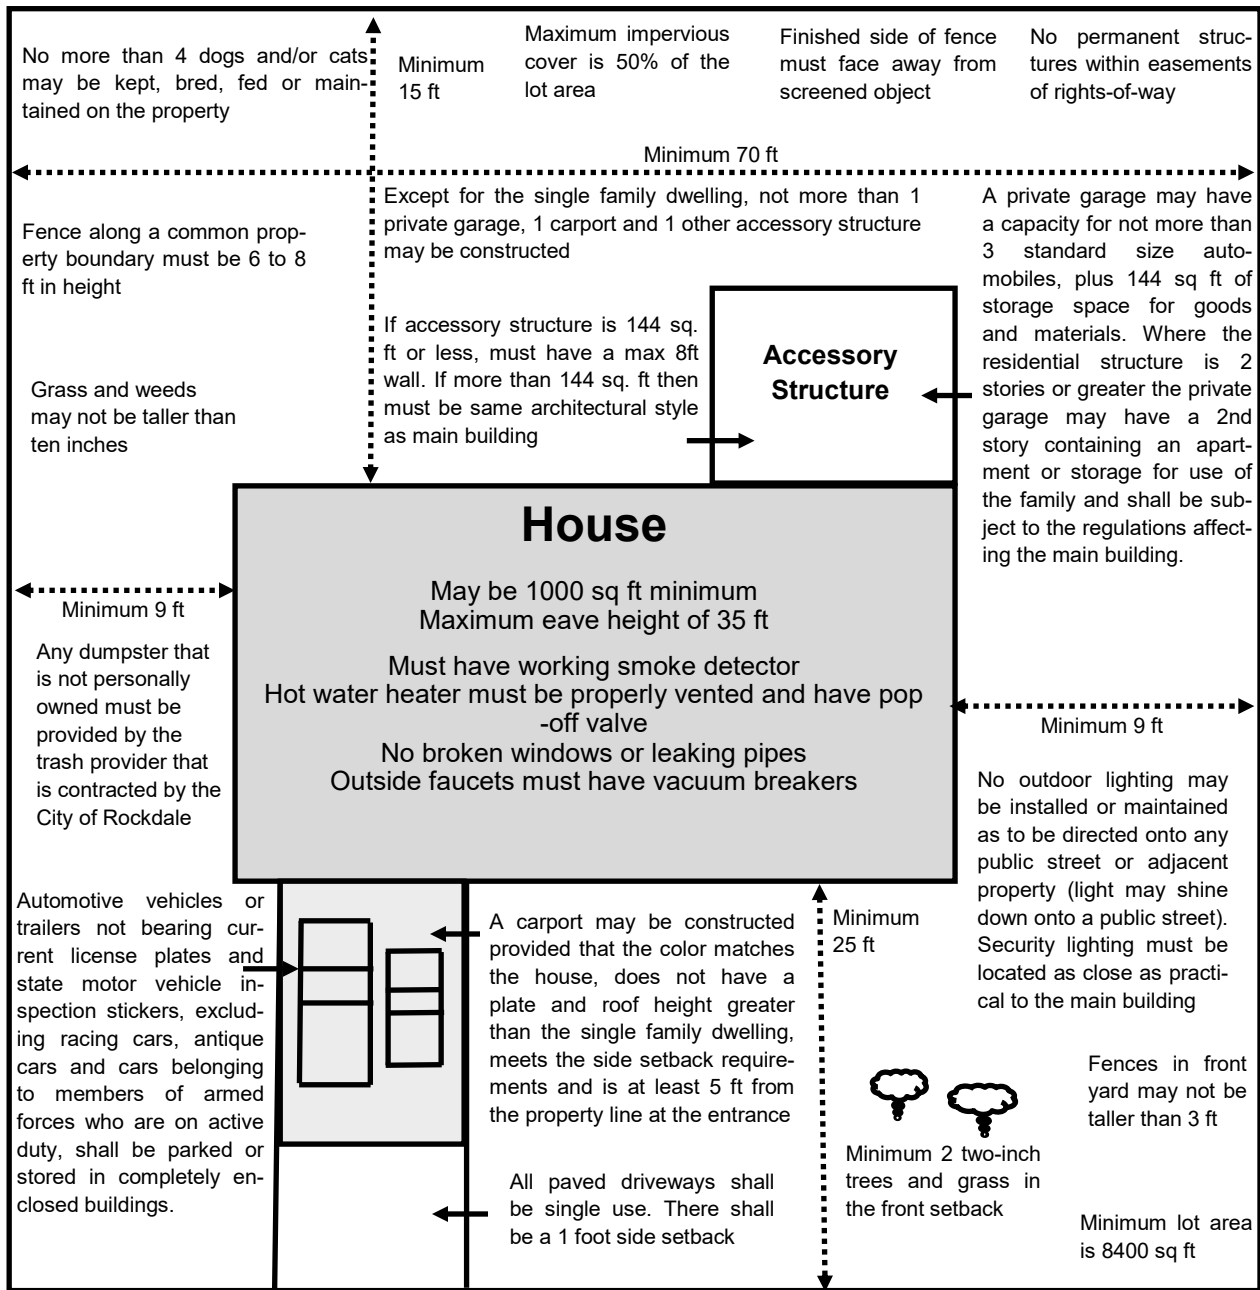 No more than 4 dogs and/or cats
may be kept, bred, fed or main-
tained on the property
Minimum
15 ft
Maximum impervious
cover is 50% of the
lot area
Finished side of fence
must face away from
screened object
No permanent struc-
tures within easements
of rights-of-way
Minimum 70 ft
Fence along a common prop-
erty boundary must be 6 to 8
ft in height
Except for the single family dwelling, not more than 1
private garage, 1 carport and 1 other accessory structure
may be constructed
A private garage may have
a capacity for not more than
3 standard size auto-
mobiles, plus 144 sq ft of
storage space for goods
and materials. Where the
residential structure is 2
stories or greater the private
garage may have a 2nd
story containing an apart-
ment or storage for use of
the family and shall be sub-
ject to the regulations affect-
ing the main building.
If accessory structure is 144 sq.
ft or less, must have a max 8ft
wall. If more than 144 sq. ft then
must be same architectural style
as main building
Accessory
Structure
Grass and weeds
may not be taller than
ten inches
House
May be 1000 sq ft minimum
Maximum eave height of 35 ft
Must have working smoke detector
Hot water heater must be properly vented and have pop
-off valve
No broken windows or leaking pipes
Outside faucets must have vacuum breakers
Minimum 9 ft
Any dumpster that
is not personally
owned must be
provided by the
trash provider that
is contracted by the
City of Rockdale
Minimum 9 ft
No outdoor lighting may
be installed or maintained
as to be directed onto any
public street or adjacent
property (light may shine
down onto a public street).
Security lighting must be
located as close as practi-
cal to the main building
Automotive vehicles or
trailers not bearing cur-
rent license plates and
state motor vehicle in-
spection stickers, exclud-
ing racing cars, antique
cars and cars belonging
to members of armed
forces who are on active
duty, shall be parked or
stored in completely en-
closed buildings.
A carport may be constructed
provided that the color matches
the house, does not have a
plate and roof height greater
than the single family dwelling,
meets the side setback require-
ments and is at least 5 ft from
the property line at the entrance
Minimum
25 ft
Fences in front
yard may not be
taller than 3 ft
Minimum 2 two-inch
trees and grass in
the front setback
All paved driveways shall
be single use. There shall
be a 1 foot side setback
Minimum lot area
is 8400 sq ft